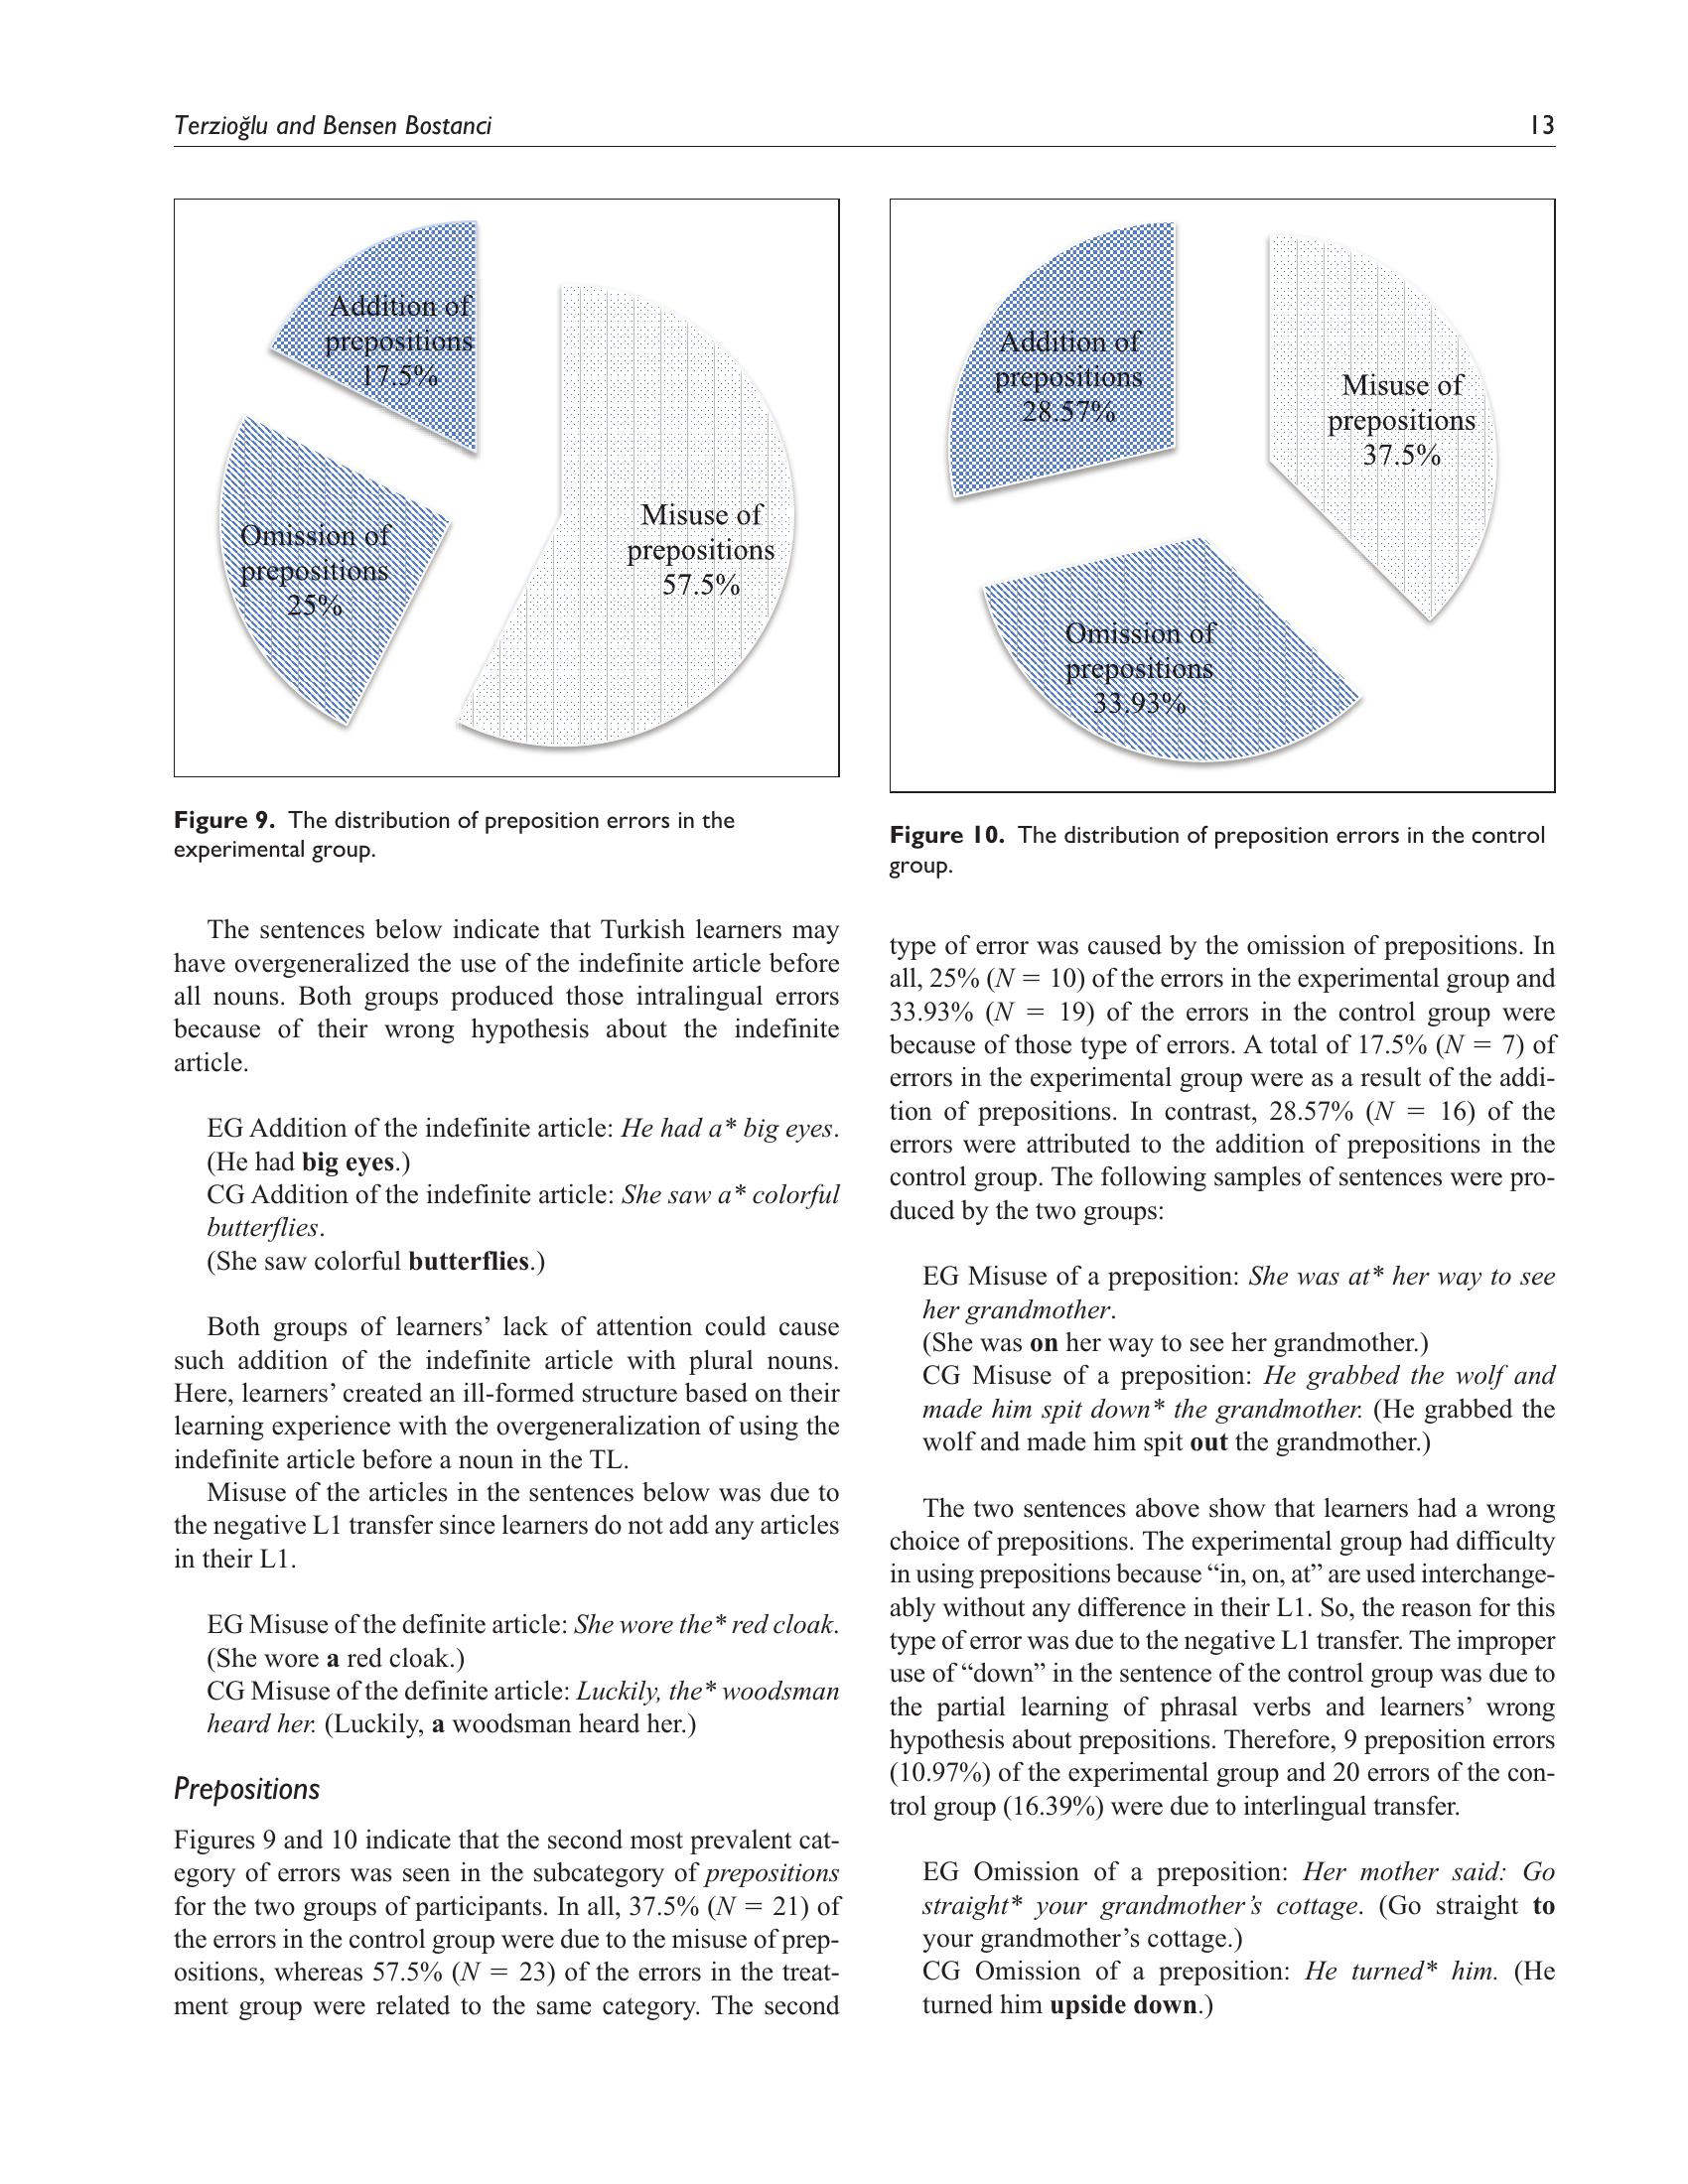 Terzioğlu and Bensen Bostanci
13
Addition of
prepositions
17.5%
Omission of
prepositions
25%
Misuse of
prepositions
57.5%
Figure 9. The distribution of preposition errors in the
experimental group.
The sentences below indicate that Turkish learners may
have overgeneralized the use of the indefinite article before
all nouns. Both groups produced those intralingual errors
because of their wrong hypothesis about the indefinite
article.
EG Addition of the indefinite article: He had a* big eyes.
(He had big eyes.)
CG Addition of the indefinite article: She saw a* colorful
butterflies.
(She saw colorful butterflies.)
Both groups of learners’ lack of attention could cause
such addition of the indefinite article with plural nouns.
Here, learners’ created an ill-formed structure based on their
learning experience with the overgeneralization of using the
indefinite article before a noun in the TL.
Misuse of the articles in the sentences below was due to
the negative L1 transfer since learners do not add any articles
in their L1.
EG Misuse of the definite article: She wore the* red cloak.
(She wore a red cloak.)
CG Misuse of the definite article: Luckily, the* woodsman
heard her. (Luckily, a woodsman heard her.)
Prepositions
Figures 9 and 10 indicate that the second most prevalent cat-
egory of errors was seen in the subcategory of prepositions
for the two groups of participants. In all, 37.5% (N = 21) of
the errors in the control group were due to the misuse of prep-
ositions, whereas 57.5% (N = 23) of the errors in the treat-
ment group were related to the same category. The second
Addition of
prepositions
28.57%
Misuse of
prepositions
37.5%
Omission of
prepositions
33.93%
Figure 10. The distribution of preposition errors in the control
group.
type of error was caused by the omission of prepositions. In
all, 25% (N = 10) of the errors in the experimental group and
33.93% (N = 19) of the errors in the control group were
because of those type of errors. A total of 17.5% (N = 7) of
errors in the experimental group were as a result of the addi-
tion of prepositions. In contrast, 28.57% (N = 16) of the
errors were attributed to the addition of prepositions in the
control group. The following samples of sentences were pro-
duced by the two groups:
EG Misuse of a preposition: She was at* her way to see
her grandmother.
(She was on her way to see her grandmother.)
CG Misuse of a preposition: He grabbed the wolf and
made him spit down* the grandmother. (He grabbed the
wolf and made him spit out the grandmother.)
The two sentences above show that learners had a wrong
choice of prepositions. The experimental group had difficulty
in using prepositions because “in, on, at” are used interchange-
ably without any difference in their L1. So, the reason for this
type of error was due to the negative L1 transfer. The improper
use of “down” in the sentence of the control group was due to
the partial learning of phrasal verbs and learners’ wrong
hypothesis about prepositions. Therefore, 9 preposition errors
(10.97%) of the experimental group and 20 errors of the con-
trol group (16.39%) were due to interlingual transfer.
EG Omission of a preposition: Her mother said: Go
straight* your grandmother’s cottage. (Go straight to
your grandmother’s cottage.)
CG Omission of a preposition: He turned* him. (He
turned him upside down.)